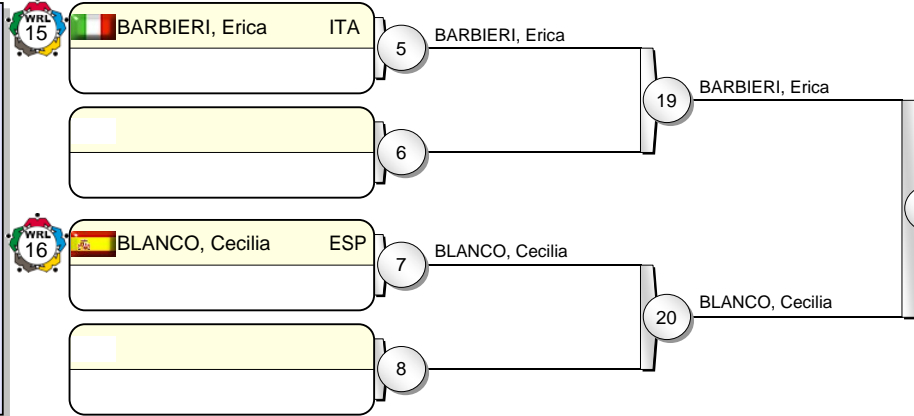 WRL
15
BARBIERI, Erica ITA
5
BARBIERI, Erica
19
BARBIERI, Erica
6
WRL
16
BLANCO, Cecilia ESP
7
BLANCO, Cecilia
20
BLANCO, Cecilia
8